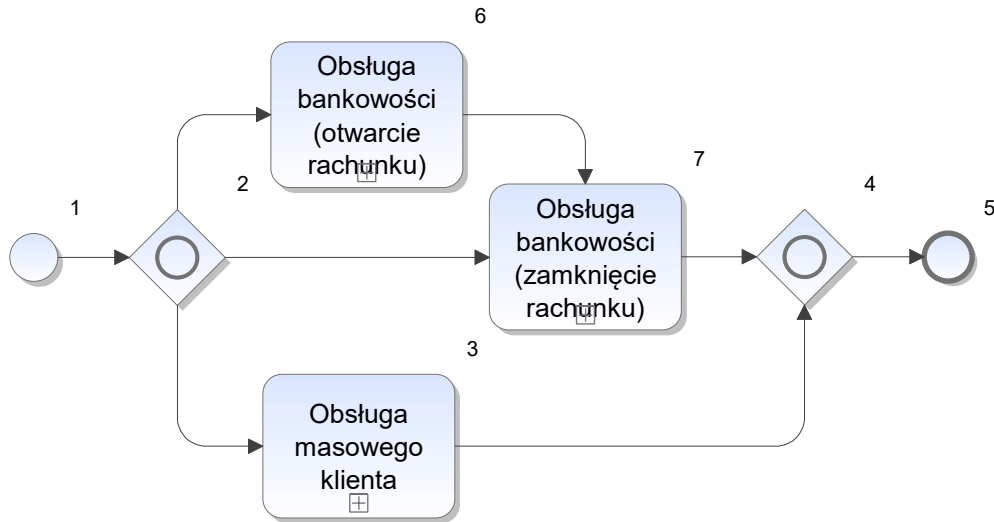 6
Obsługa
bankowości
(otwarcie
rachunku)
1
2
7
Obsługa
bankowości
(zamknięcie
rachunku)
4
5
3
Obsługa
masowego
klienta